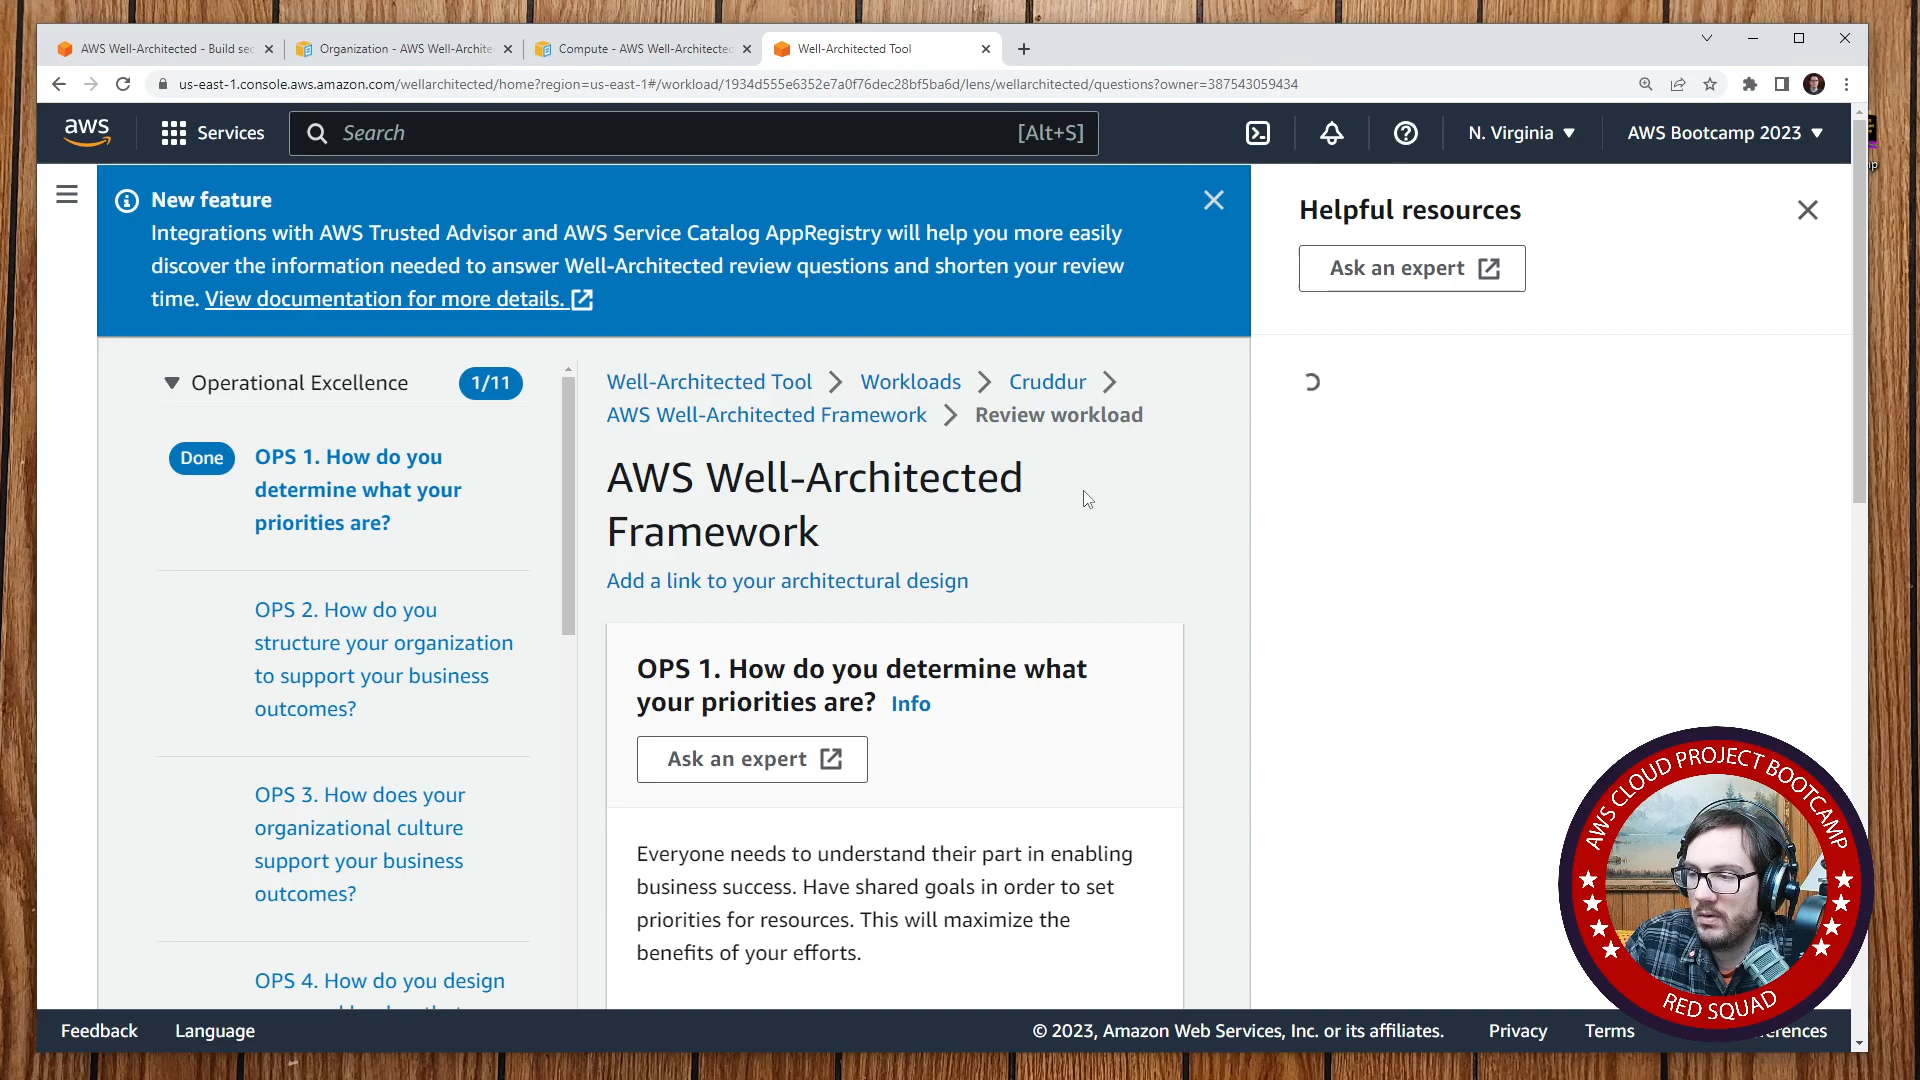 AWS Well-Architected - Build sec
Organization - AWS Well-Archite
Compute - AWS Well-Architected
Well-Architected Tool
us-east-1.console.aws.amazon.com/wellarchitected/home?region=us-east-1#/workload/1934d555e6352e7a0f76dec28bf5ba6d/lens/wellarchitected/questions?owner=387543059434
aws
Services
Search
[Alt+S]
N. Virginia
AWS Bootcamp 2023
New feature
Integrations with AWS Trusted Advisor and AWS Service Catalog AppRegistry will help you more easily
discover the information needed to answer Well-Architected review questions and shorten your review
time. View documentation for more details.
Helpful resources
Ask an expert
Operational Excellence
1/11
Done
OPS 1. How do you
determine what your
priorities are?
OPS 2. How do you
structure your organization
to support your business
outcomes?
OPS 3. How does your
organizational culture
support your business
outcomes?
OPS 4. How do you design
Well-Architected Tool
Workloads
Cruddur
AWS Well-Architected Framework
Review workload
AWS Well-Architected
Framework
Add a link to your architectural design
OPS 1. How do you determine what
your priorities are? Info
Ask an expert
Everyone needs to understand their part in enabling
business success. Have shared goals in order to set
priorities for resources. This will maximize the
benefits of your efforts.
AWS CLOUD PROJECT BOOTCAMP
RED SQUAD
Feedback
Language
© 2023, Amazon Web Services, Inc. or its affiliates.
Privacy
Terms